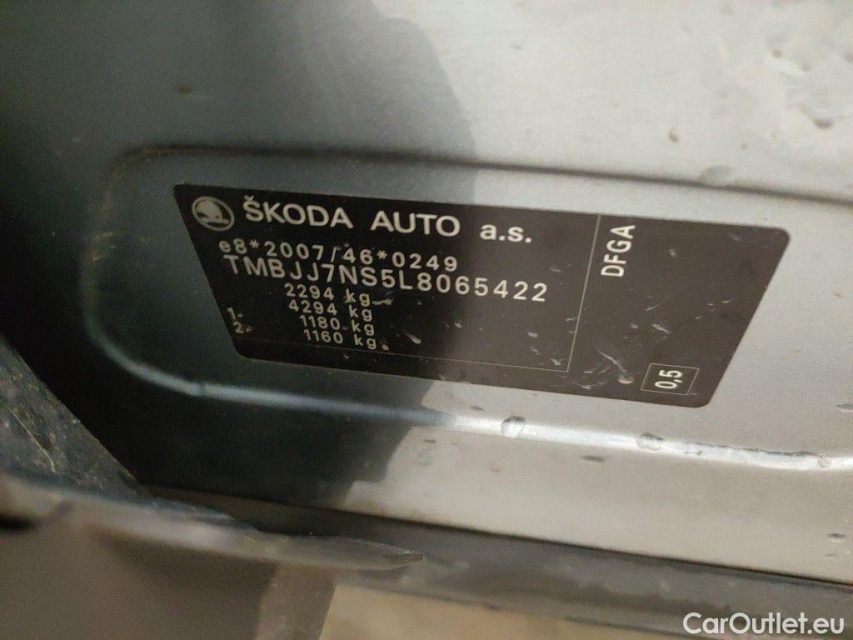 ŠKODA AUTO a.s.
e8*2007/46*0249
TMBJJ7NS5L8065422
2294 kg
4294 kg
1- 1180 kg
2- 1160 kg
DFGA
0,5
CarOutlet.eu